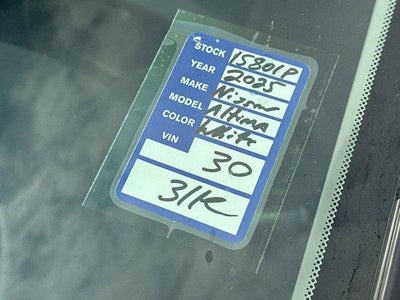 STOCK 15801P
YEAR 2025
MAKE Nissan
MODEL Altima
COLOR White
VIN
30
31K